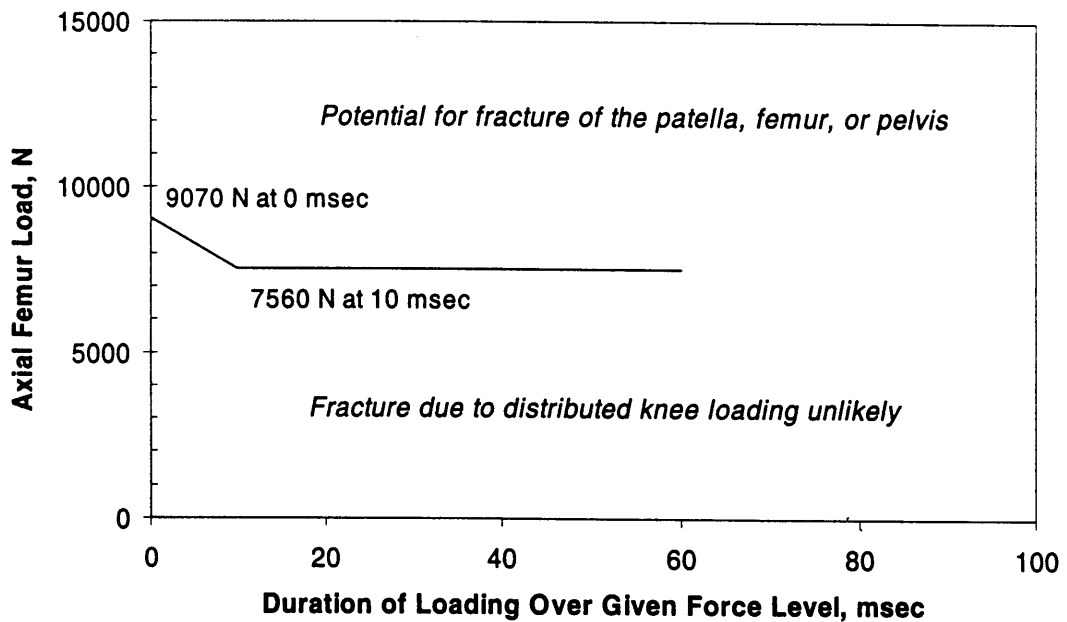 15000
Potential for fracture of the patella, femur, or pelvis
10000
9070 N at 0 msec
7560 N at 10 msec
5000
Fracture due to distributed knee loading unlikely
0
Axial Femur Load, N
0 20 40 60 80 100
Duration of Loading Over Given Force Level, msec